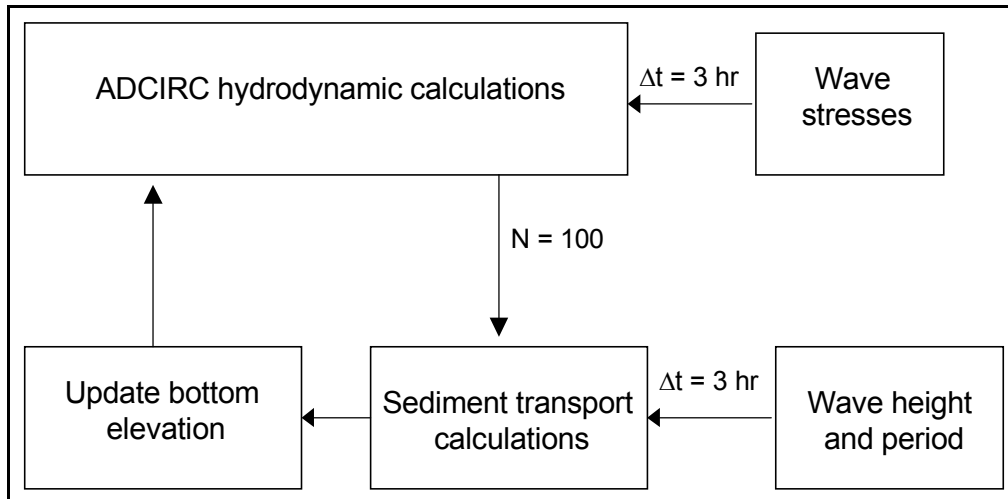 ADCIRC hydrodynamic calculations
Δt = 3 hr
Wave
stresses
N = 100
Update bottom
elevation
Sediment transport
calculations
Δt = 3 hr
Wave height
and period